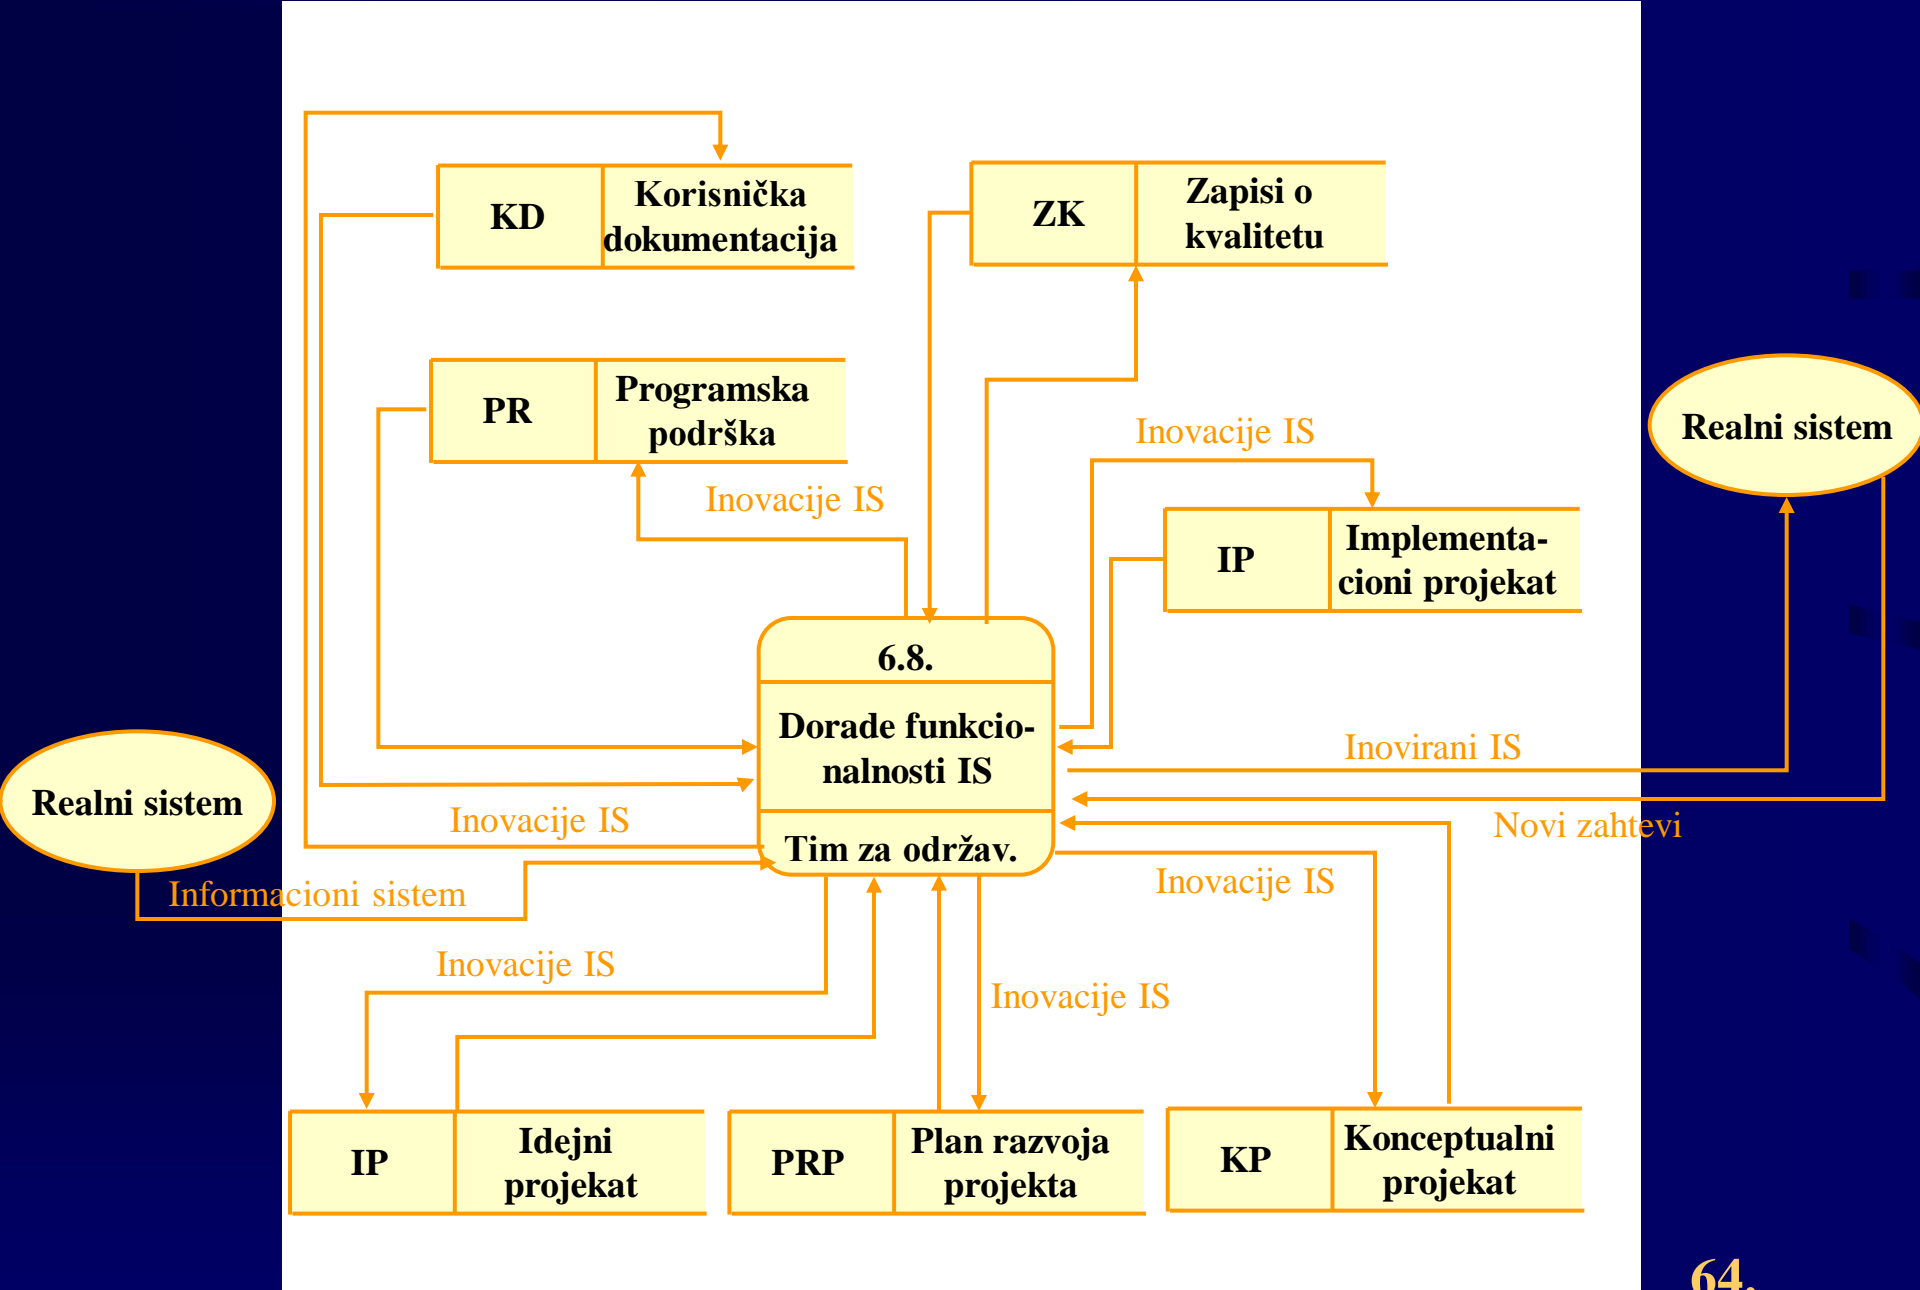 KD
Korisnička
dokumentacija
ZK
Zapisi o
kvalitetu
PR
Programska
podrška
Inovacije IS
Realni sistem
Inovacije IS
IP
Implementa-
cioni projekat
6.8.
Dorade funkcio-
nalnosti IS
Tim za održav.
Inovirani IS
Realni sistem
Inovacije IS
Novi zahtevi
Informacioni sistem
Inovacije IS
Inovacije IS
Inovacije IS
IP
Idejni
projekat
PRP
Plan razvoja
projekta
KP
Konceptualni
projekat
64.